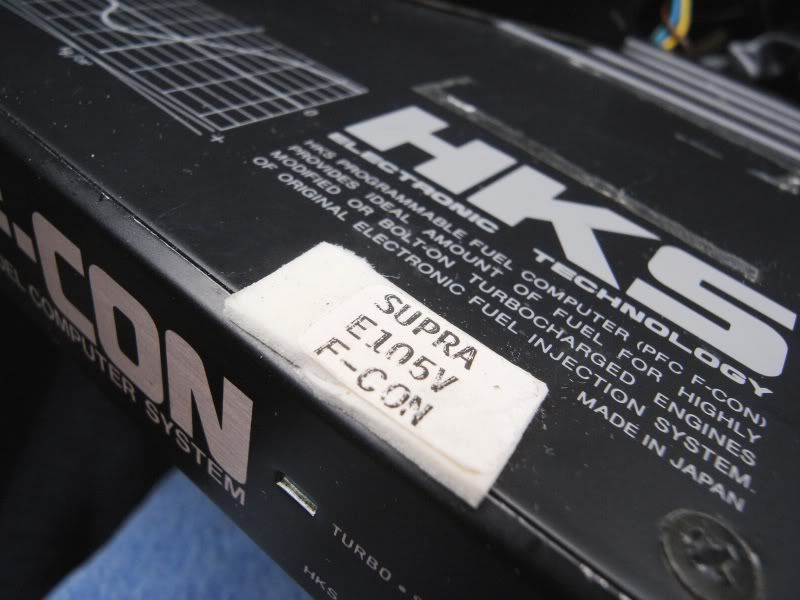 0
+
HKS
ELECTRONIC TECHNOLOGY
HKS PROGRAMMABLE FUEL COMPUTER (PFC F-CON)
PROVIDES IDEAL AMOUNT OF FUEL FOR HIGHLY
MODIFIED OR BOLT-ON TURBOCHARGED ENGINES
OF ORIGINAL ELECTRONIC FUEL INJECTION SYSTEM.
MADE IN JAPAN
SUPRA
E105V
F-CON
-CON
COMPUTER SYSTEM
TURBO
HKS